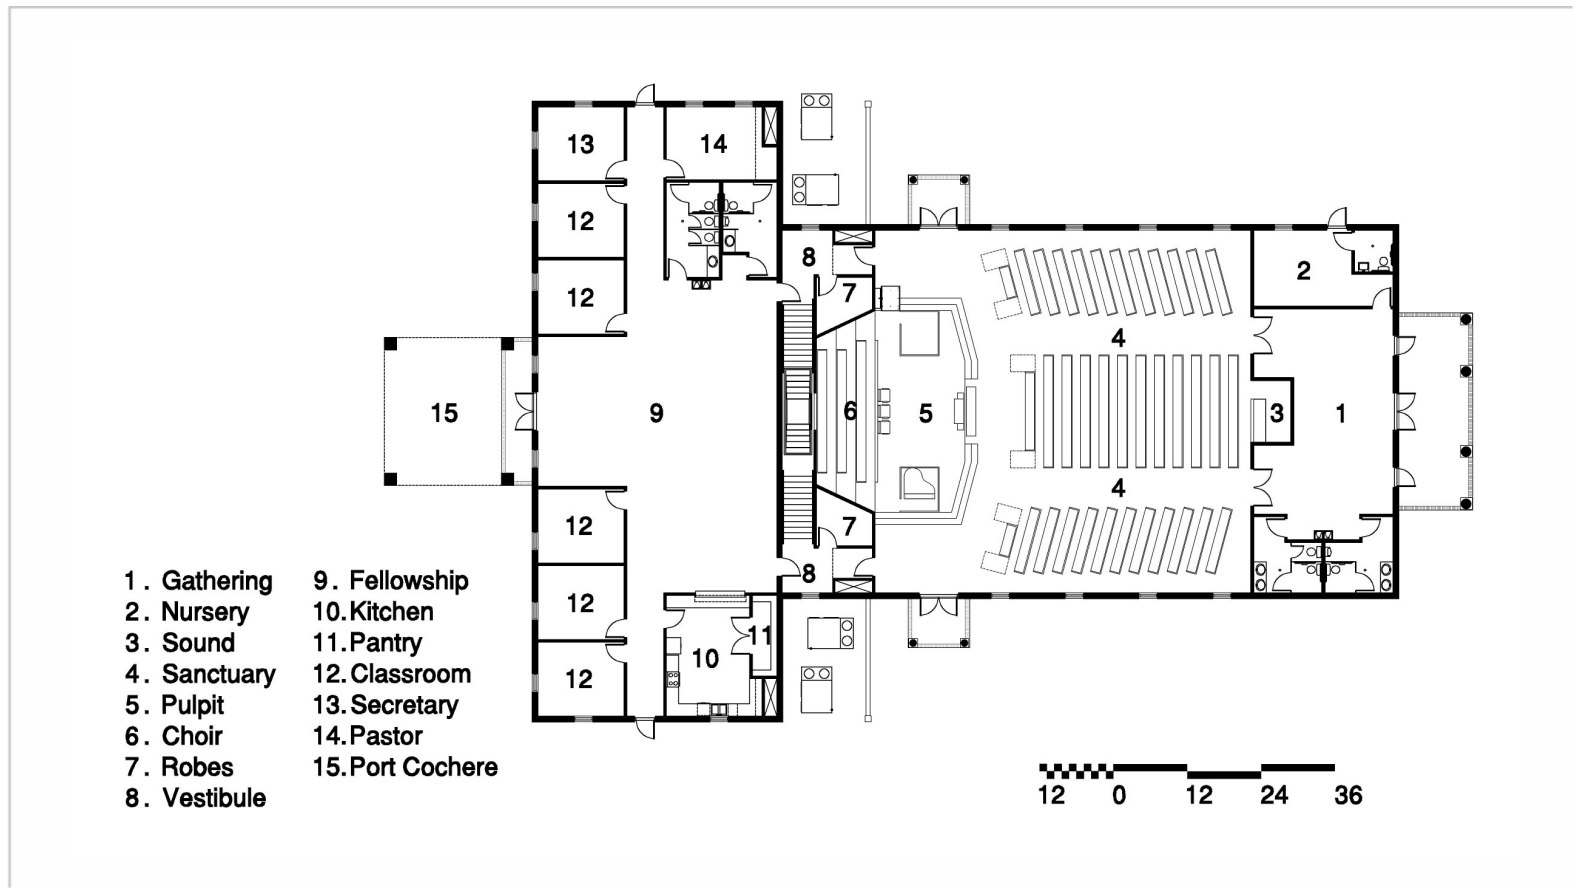 13
14
12
8
2
12
7
4
15
9
6
5
3
1
4
12
7
8
12
11
10
12
1. Gathering
2. Nursery
3. Sound
4. Sanctuary
5. Pulpit
6. Choir
7. Robes
8. Vestibule
9. Fellowship
10. Kitchen
11. Pantry
12. Classroom
13. Secretary
14. Pastor
15. Port Cochere
12 0 12 24 36